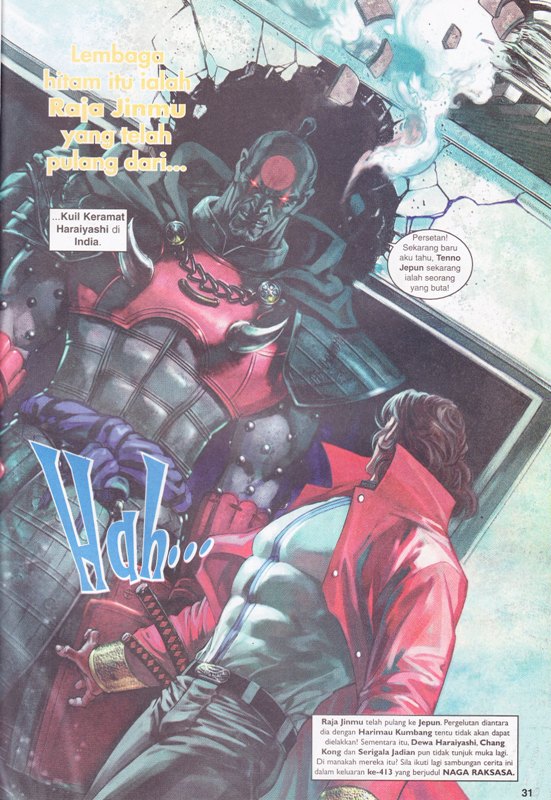 Lembaga
hitam itu ialah
Raja Jinmu
yang telah
pulang dari...
...Kuil Keramat
Haraiyashi di
India.
Persetan!
Sekarang baru
aku tahu, Tenno
Jepun sekarang
ialah seorang
yang buta!
Hah...
Raja Jinmu telah pulang ke Jepun. Pergelutan diantara
dia dengan Harimau Kumbang tentu tidak akan dapat
dielakkan! Sementara itu, Dewa Haraiyashi, Chang
Kong dan Serigala Jadian pun tidak tunjuk muka lagi.
Di manakah mereka itu? Sila ikuti lagi sambungan cerita ini
dalam keluaran ke-413 yang berjudul NAGA RAKSASA.
31